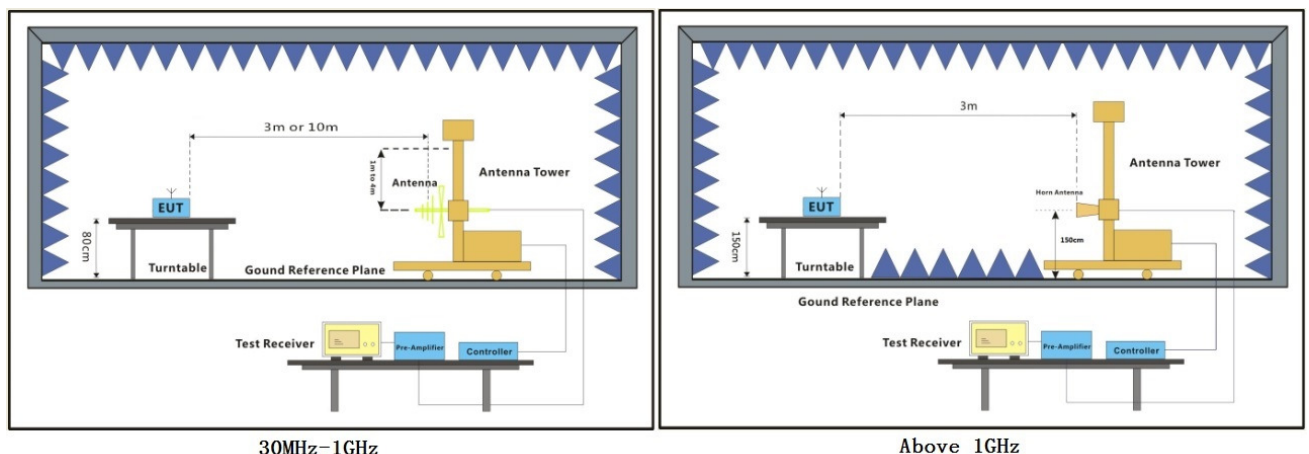 3m or 10m
1m to 4m
Antenna
Antenna Tower
EUT
80cm
Turntable
Gound Reference Plane
Test Receiver
Pre-Amplifier
Controller
30MHz-1GHz
3m
Antenna Tower
Horn Antenna
EUT
150cm
150cm
Turntable
Gound Reference Plane
Test Receiver
Pre-Amplifier
Controller
Above 1GHz